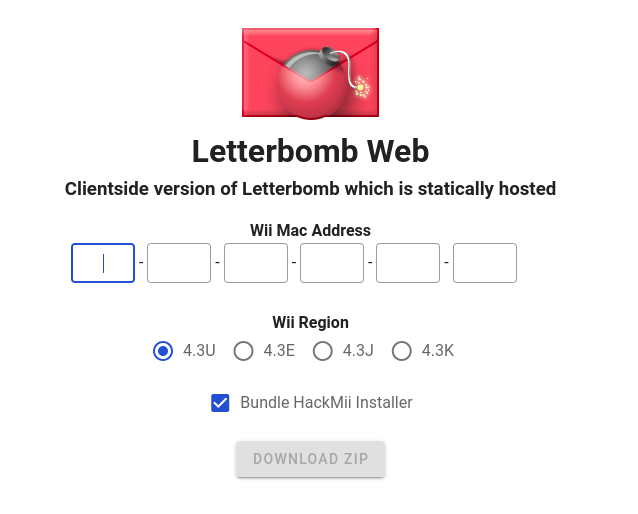 Letterbomb Web
Clientside version of Letterbomb which is statically hosted
Wii Mac Address
- - - - -
Wii Region
4.3U 4.3E 4.3J 4.3K
Bundle HackMii Installer
DOWNLOAD ZIP